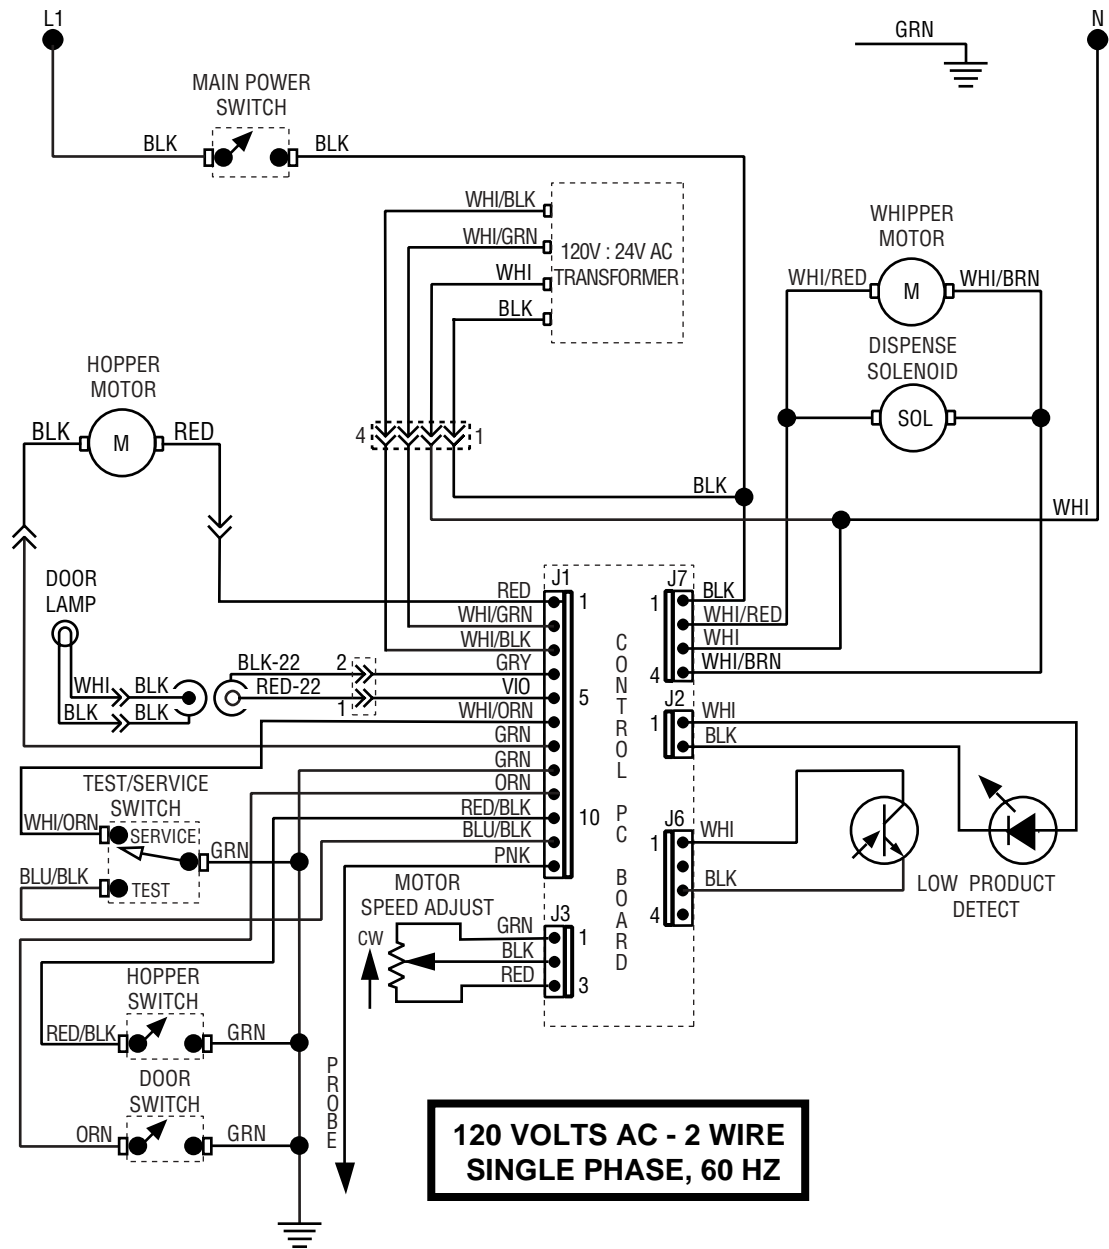 L1
N
GRN
MAIN POWER
SWITCH
BLK
BLK
WHI/BLK
WHI/GRN
WHI
BLK
120V : 24V AC
TRANSFORMER
WHIPPER
MOTOR
WHI/RED
M
WHI/BRN
DISPENSE
SOLENOID
SOL
HOPPER
MOTOR
BLK
M
RED
4
1
BLK
WHI
DOOR
LAMP
WHI
BLK
BLK
BLK
BLK-22
2
RED-22
1
J1
RED
1
WHI/GRN
WHI/BLK
GRY
VIO
5
WHI/ORN
GRN
GRN
ORN
RED/BLK
10
BLU/BLK
PNK
J7
1
BLK
WHI/RED
WHI
4
WHI/BRN
J2
1
WHI
BLK
J6
1
WHI
BLK
4
CONTROL PC BOARD
LOW PRODUCT
DETECT
TEST/SERVICE
SWITCH
WHI/ORN
SERVICE
GRN
BLU/BLK
TEST
MOTOR
SPEED ADJUST
CW
J3
GRN
1
BLK
RED
3
HOPPER
SWITCH
RED/BLK
GRN
DOOR
SWITCH
ORN
GRN
PROBE
120 VOLTS AC - 2 WIRE
SINGLE PHASE, 60 HZ